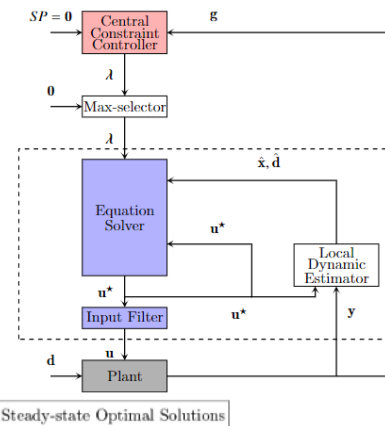 SP = 0
g
Central
Constraint
Controller
λ
0
Max-selector
λ
x̂, d̂
Equation
Solver
u★
Local
Dynamic
Estimator
u★
u★
y
Input Filter
u
d
Plant
Steady-state Optimal Solutions